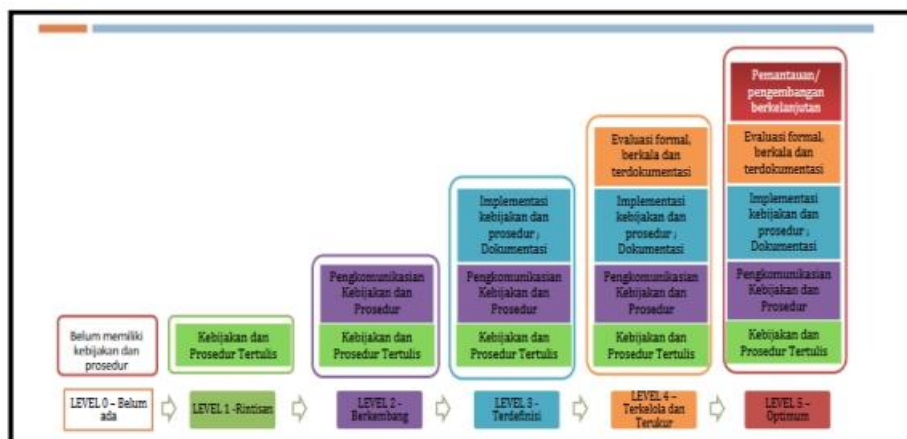 Belum memiliki
kebijakan dan
prosedur
LEVEL 0 – Belum
ada
Kebijakan dan
Prosedur Tertulis
LEVEL 1 -Rintisan
Pengkomunikasian
Kebijakan dan
Prosedur
Kebijakan dan
Prosedur Tertulis
LEVEL 2 –
Berkembang
Implementasi
kebijakan dan
prosedur ;
Dokumentasi
Pengkomunikasian
Kebijakan dan
Prosedur
Kebijakan dan
Prosedur Tertulis
LEVEL 3 –
Terdefinisi
Evaluasi formal,
berkala dan
terdokumentasi
Implementasi
kebijakan dan
prosedur ;
Dokumentasi
Pengkomunikasian
Kebijakan dan
Prosedur
Kebijakan dan
Prosedur Tertulis
LEVEL 4 –
Terkelola dan
Terukur
Pemantauan/
pengembangan
berkelanjutan
Evaluasi formal,
berkala dan
terdokumentasi
Implementasi
kebijakan dan
prosedur ;
Dokumentasi
Pengkomunikasian
Kebijakan dan
Prosedur
Kebijakan dan
Prosedur Tertulis
LEVEL 5 –
Optimum